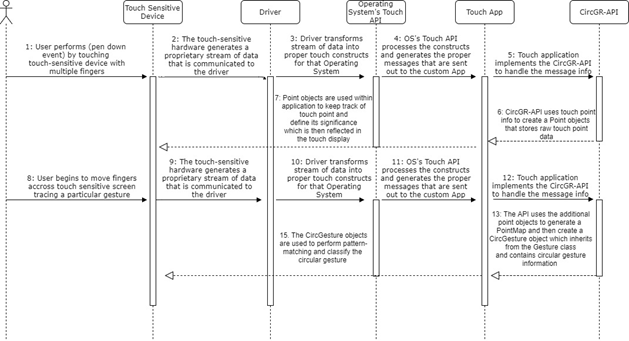 Touch Sensitive
Device
Driver
Operating
System's Touch
API
Touch App
CircGR-API
1: User performs (pen down
event) by touching
touch-sensitive device with
multiple fingers
2: The touch-sensitive
hardware generates a
proprietary stream of data
that is communicated to
the driver
3: Driver transforms
stream of data into
proper touch constructs
for that Operating
System
4: OS's Touch API
processes the constructs
and generates the proper
messages that are sent
out to the custom App
5: Touch application
implements the CircGR-API
to handle the message info
6: CircGR-API uses touch point
info to create a Point objects
that stores raw touch point
data
7: Point objects are used within
application to keep track of
touch point and
define its significance
which is then reflected in
the touch display
8: User begins to move fingers
accross touch sensitive screen
tracing a particular gesture
9: The touch-sensitive
hardware generates a
proprietary stream of data
that is communicated to
the driver
10: Driver transforms
stream of data into
proper touch constructs
for that Operating
System
11: OS's Touch API
processes the constructs
and generates the proper
messages that are sent
out to the custom App
12: Touch application
implements the CircGR-API
to handle the message info
13: The API uses the additional
point objects to generate a
PointMap and then create a
CircGesture object which inherits
from the Gesture class
and contains circular gesture
information
15. The CircGesture objects
are used to perform pattern-
matching and classify the
circular gesture